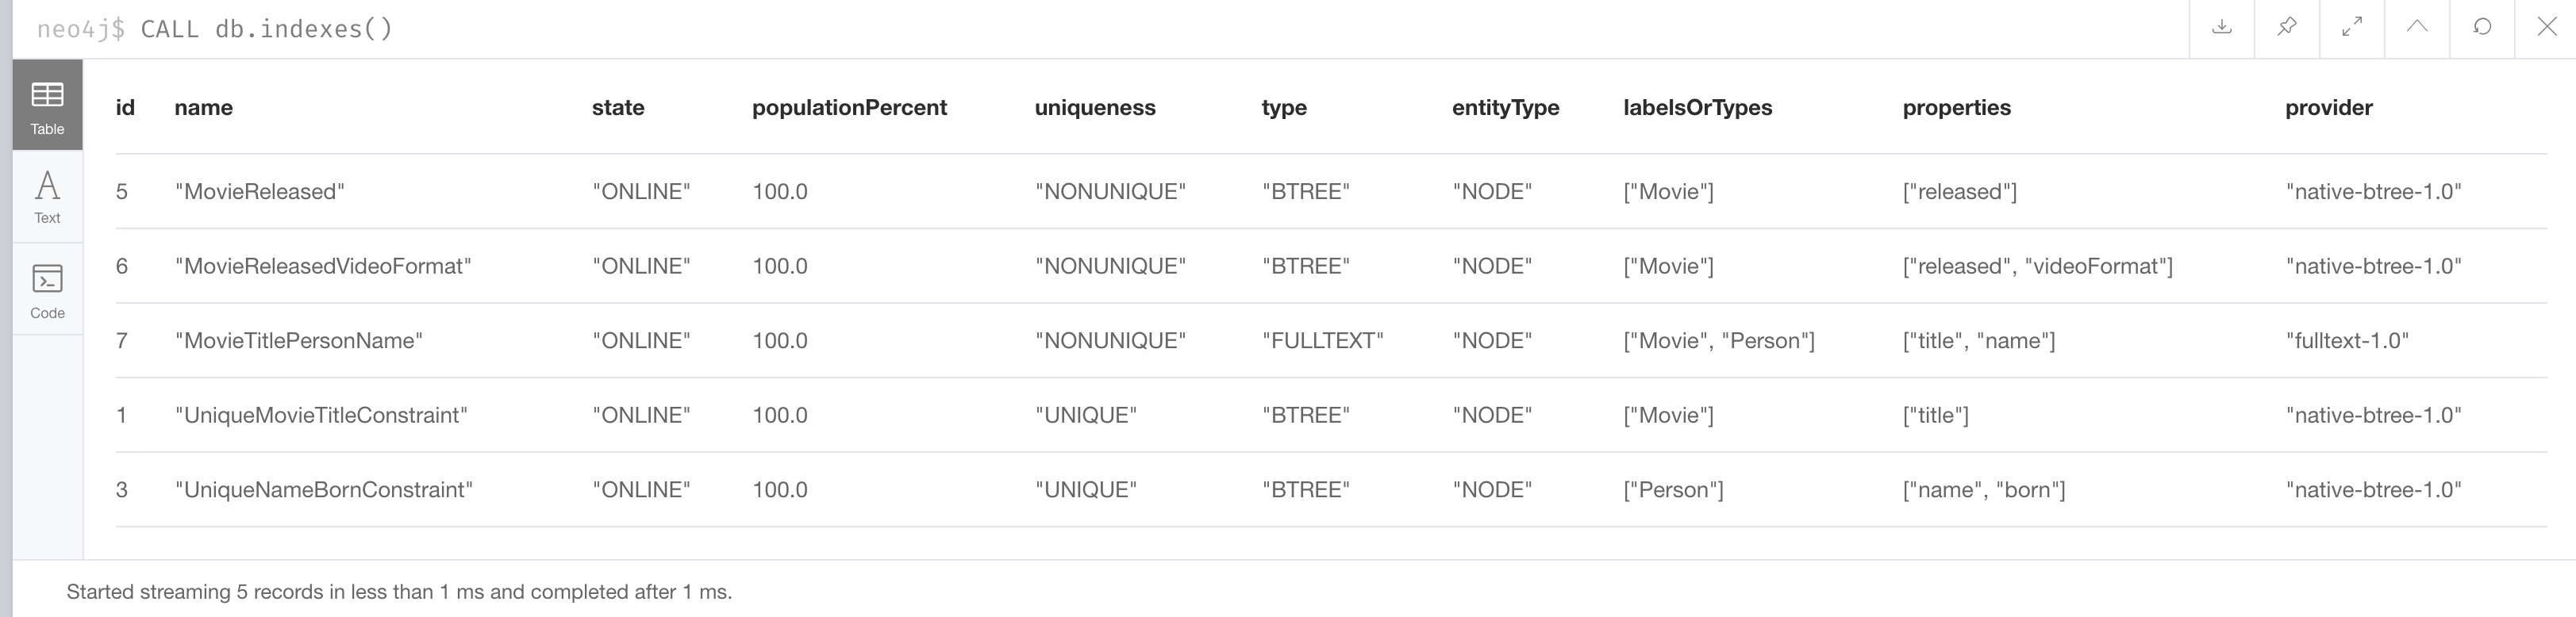 neo4j$ CALL db.indexes()
Table
Text
Code
id name state populationPercent uniqueness type entityType labelsOrTypes properties provider
5 "MovieReleased" "ONLINE" 100.0 "NONUNIQUE" "BTREE" "NODE" ["Movie"] ["released"] "native-btree-1.0"
6 "MovieReleasedVideoFormat" "ONLINE" 100.0 "NONUNIQUE" "BTREE" "NODE" ["Movie"] ["released", "videoFormat"] "native-btree-1.0"
7 "MovieTitlePersonName" "ONLINE" 100.0 "NONUNIQUE" "FULLTEXT" "NODE" ["Movie", "Person"] ["title", "name"] "fulltext-1.0"
1 "UniqueMovieTitleConstraint" "ONLINE" 100.0 "UNIQUE" "BTREE" "NODE" ["Movie"] ["title"] "native-btree-1.0"
3 "UniqueNameBornConstraint" "ONLINE" 100.0 "UNIQUE" "BTREE" "NODE" ["Person"] ["name", "born"] "native-btree-1.0"
Started streaming 5 records in less than 1 ms and completed after 1 ms.